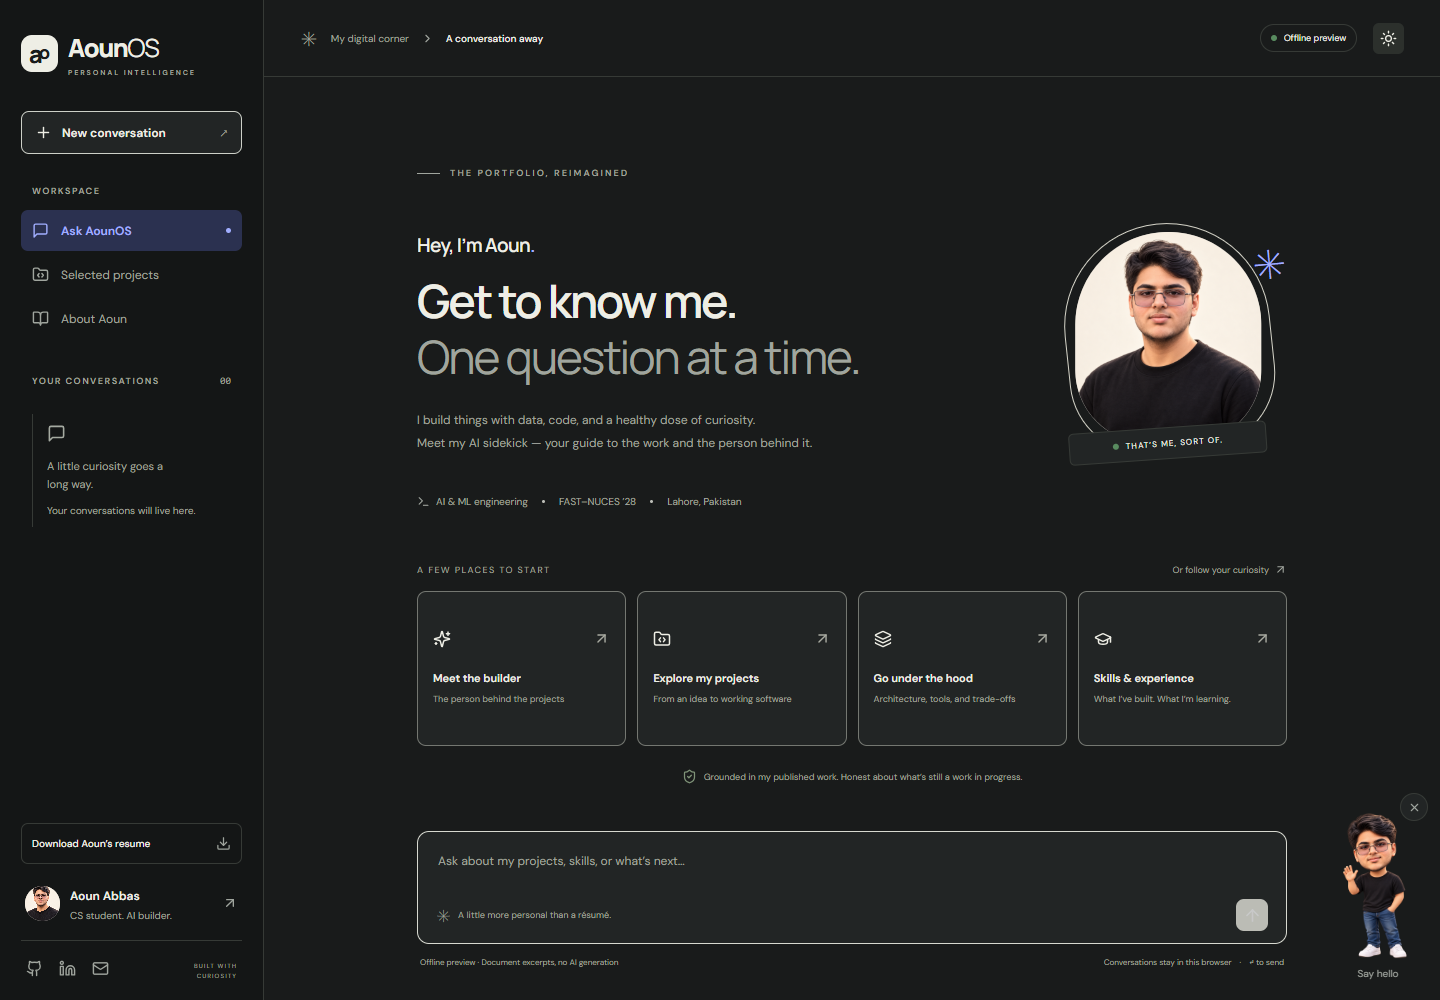 ap
AounOS
PERSONAL INTELLIGENCE
New conversation
WORKSPACE
Ask AounOS
Selected projects
About Aoun
YOUR CONVERSATIONS 00
A little curiosity goes a
long way.
Your conversations will live here.
Download Aoun's resume
Aoun Abbas
CS student. AI builder.
in
BUILT WITH
CURIOSITY
My digital corner > A conversation away
Offline preview
THE PORTFOLIO, REIMAGINED
Hey, I'm Aoun.
Get to know me.
One question at a time.
I build things with data, code, and a healthy dose of curiosity.
Meet my AI sidekick — your guide to the work and the person behind it.
AI & ML engineering • FAST–NUCES '28 • Lahore, Pakistan
THAT'S ME, SORT OF.
A FEW PLACES TO START
Or follow your curiosity
Meet the builder
The person behind the projects
Explore my projects
From an idea to working software
Go under the hood
Architecture, tools, and trade-offs
Skills & experience
What I've built. What I'm learning.
Grounded in my published work. Honest about what's still a work in progress.
Ask about my projects, skills, or what's next…
A little more personal than a résumé.
Offline preview · Document excerpts, no AI generation
Conversations stay in this browser · ↵ to send
Say hello